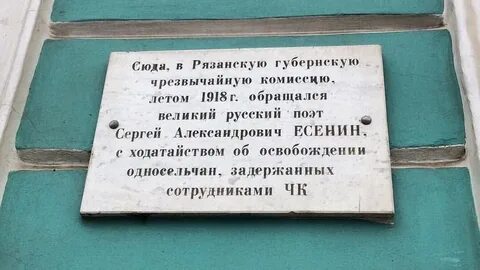 Сюда, в Рязанскую губернскую
чрезвычайную комиссию,
летом 1918 г. обращался
великий русский поэт
Сергей Александрович ЕСЕНИН,
с ходатайством об освобождении
односельчан, задержанных
сотрудниками ЧК